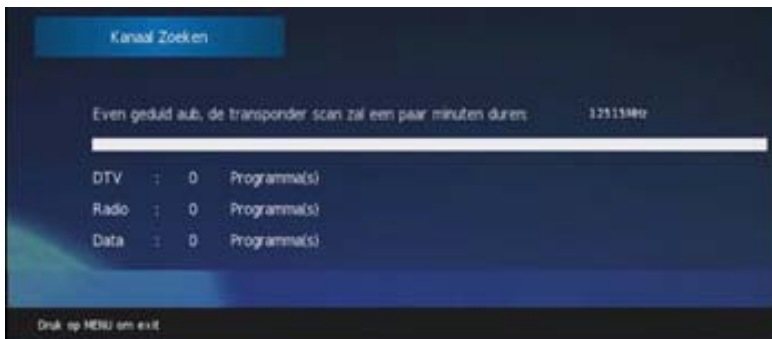 Kanaal Zoeken
Even geduld aub, de transponder scan zal een paar minuten duren: 12515MHz
DTV : 0 Programma(s)
Radio : 0 Programma(s)
Data : 0 Programma(s)
Druk op MENU om exit